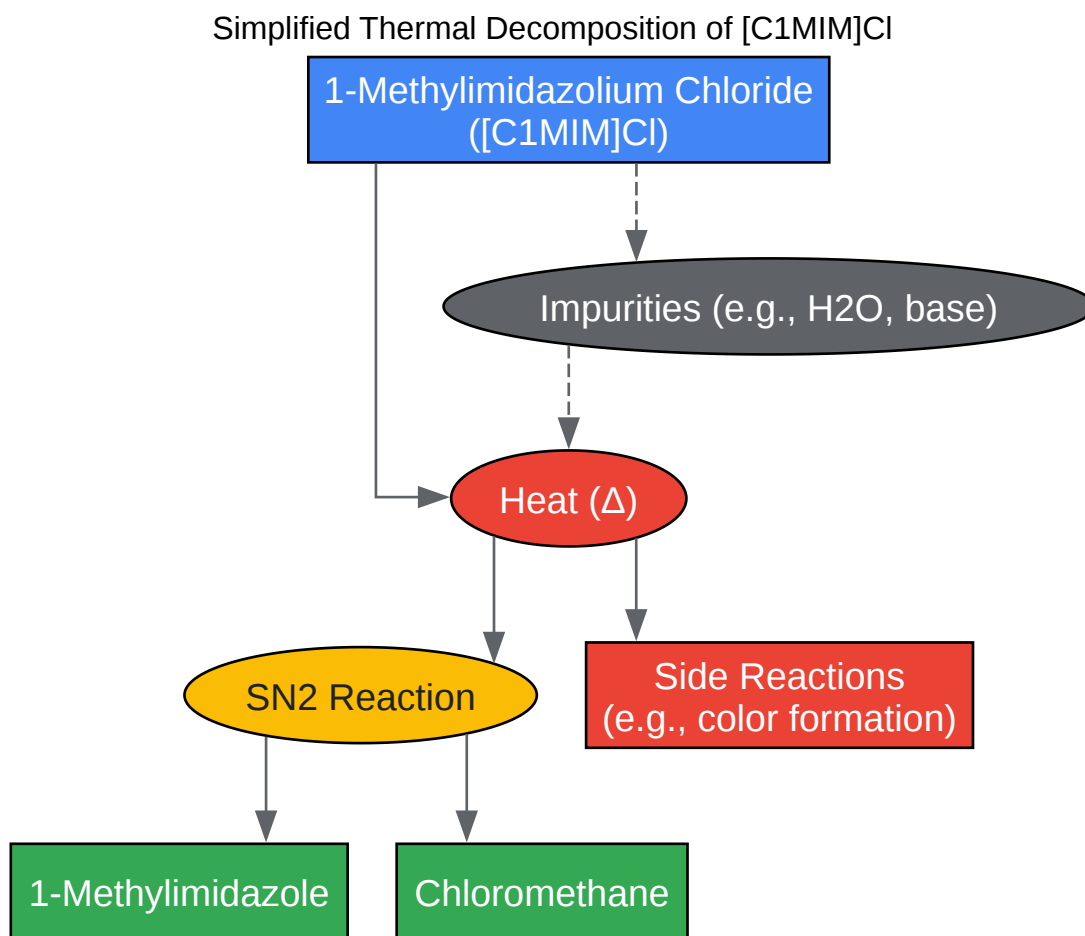 Simplified Thermal Decomposition of [C1MIM]Cl
1-Methylimidazolium Chloride
([C1MIM]Cl)
Impurities (e.g., H2O, base)
Heat (Δ)
SN2 Reaction
Side Reactions
(e.g., color formation)
1-Methylimidazole
Chloromethane